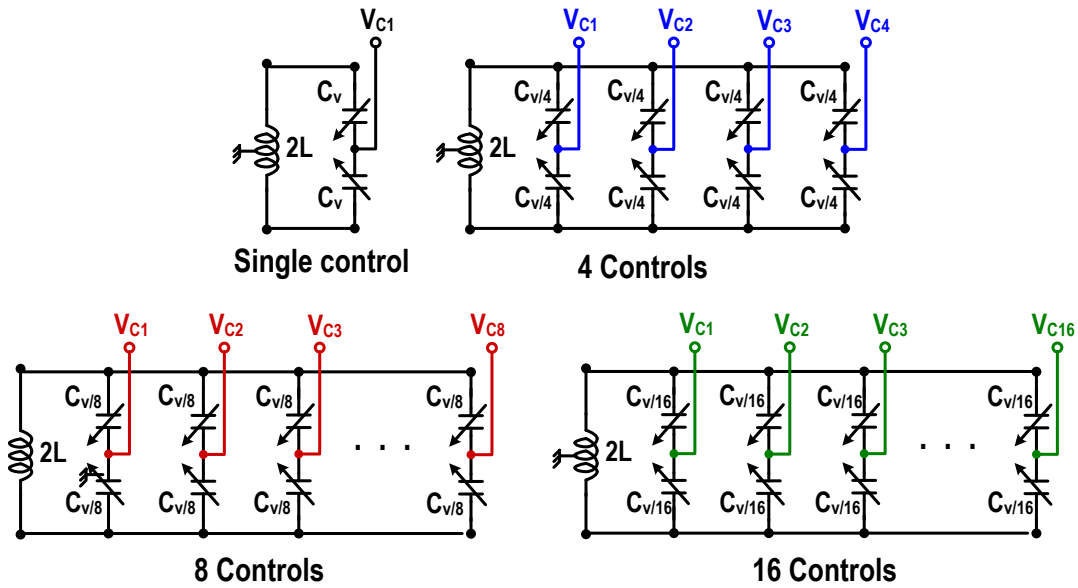 VC1
Cv
2L
Cv
Single control
VC1 VC2 VC3 VC4
Cv/4 Cv/4 Cv/4 Cv/4
2L
Cv/4 Cv/4 Cv/4 Cv/4
4 Controls
VC1 VC2 VC3 VC8
Cv/8 Cv/8 Cv/8 Cv/8
2L . . .
Cv/8 Cv/8 Cv/8 Cv/8
8 Controls
VC1 VC2 VC3 VC16
Cv/16 Cv/16 Cv/16 Cv/16
2L . . .
Cv/16 Cv/16 Cv/16 Cv/16
16 Controls